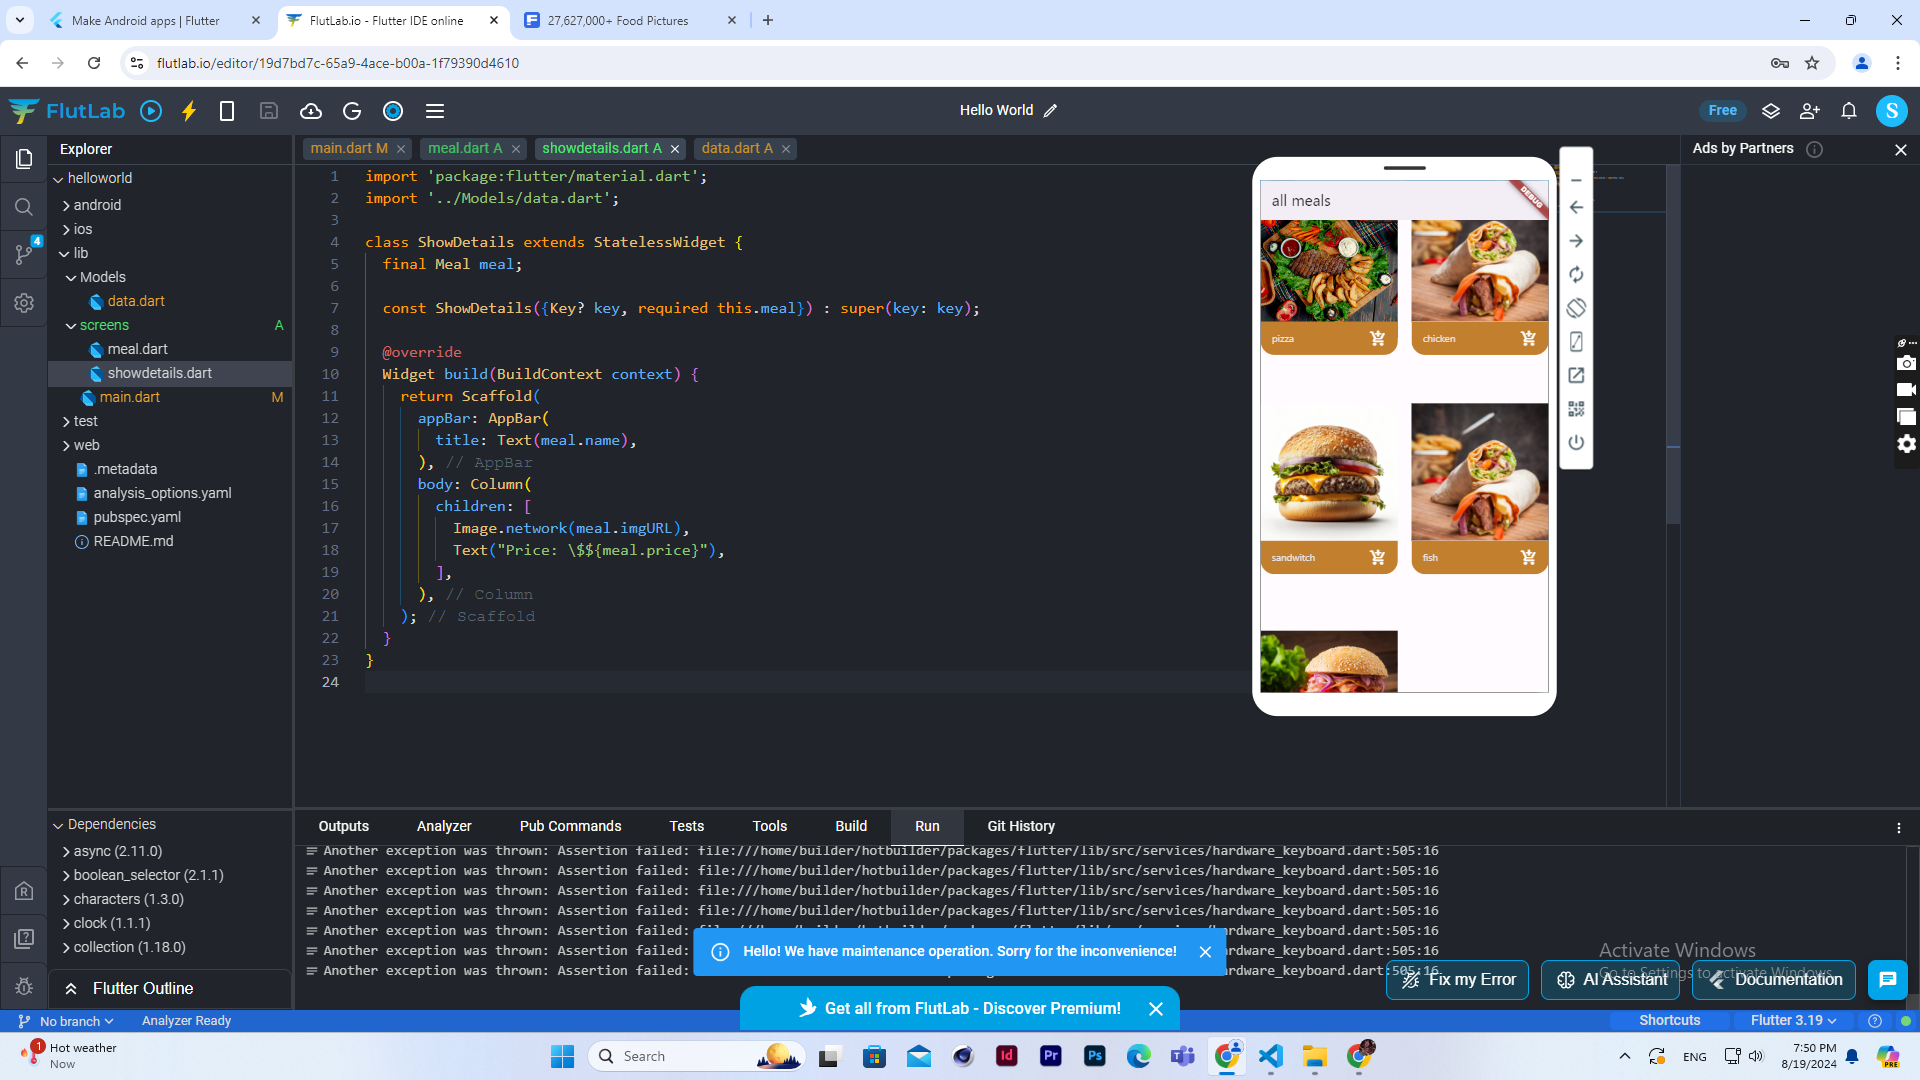 Make Android apps | Flutter
FlutLab.io - Flutter IDE online
27,627,000+ Food Pictures
flutlab.io/editor/19d7bd7c-65a9-4ace-b00a-1f79390d4610
FlutLab
Hello World
Free
S
Explorer
helloworld
android
ios
lib
Models
data.dart
screens A
meal.dart
showdetails.dart
main.dart M
test
web
.metadata
analysis_options.yaml
pubspec.yaml
README.md
4
main.dart M
meal.dart A
showdetails.dart A
data.dart A
1 import 'package:flutter/material.dart';
2 import '../Models/data.dart';
3
4 class ShowDetails extends StatelessWidget {
5 final Meal meal;
6
7 const ShowDetails({Key? key, required this.meal}) : super(key: key);
8
9 @override
10 Widget build(BuildContext context) {
11 return Scaffold(
12 appBar: AppBar(
13 title: Text(meal.name),
14 ), // AppBar
15 body: Column(
16 children: [
17 Image.network(meal.imgURL),
18 Text("Price: \$${meal.price}"),
19 ],
20 ), // Column
21 ); // Scaffold
22 }
23 }
24
all meals
DEBUG
pizza
chicken
sandwitch
fish
Ads by Partners
Dependencies
async (2.11.0)
boolean_selector (2.1.1)
characters (1.3.0)
clock (1.1.1)
collection (1.18.0)
Flutter Outline
Outputs
Analyzer
Pub Commands
Tests
Tools
Build
Run
Git History
Another exception was thrown: Assertion failed: file:///home/builder/hotbuilder/packages/flutter/lib/src/services/hardware_keyboard.dart:505:16
Another exception was thrown: Assertion failed: file:///home/builder/hotbuilder/packages/flutter/lib/src/services/hardware_keyboard.dart:505:16
Another exception was thrown: Assertion failed: file:///home/builder/hotbuilder/packages/flutter/lib/src/services/hardware_keyboard.dart:505:16
Another exception was thrown: Assertion failed: file:///home/builder/hotbuilder/packages/flutter/lib/src/services/hardware_keyboard.dart:505:16
Another exception was thrown: Assertion failed: rdware_keyboard.dart:505:16
Another exception was thrown: Assertion failed: rdware_keyboard.dart:505:16
Another exception was thrown: Assertion failed: rdware_keyboard.dart:505:16
Hello! We have maintenance operation. Sorry for the inconvenience!
Get all from FlutLab - Discover Premium!
Activate Windows
Go to Settings to activate Windows.
Fix my Error
AI Assistant
Documentation
No branch
Analyzer Ready
Shortcuts
Flutter 3.19
1
Hot weather
Now
Search
Id
Pr
Ps
ENG
7:50 PM
8/19/2024
PRE